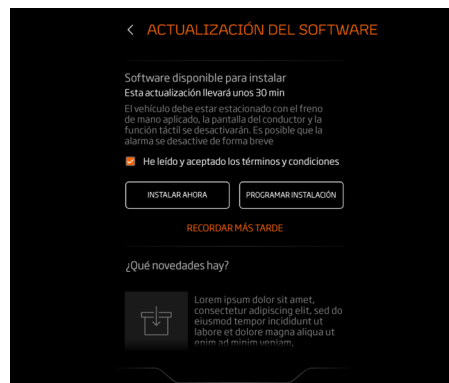 ACTUALIZACIÓN DEL SOFTWARE
Software disponible para instalar
Esta actualización llevará unos 30 min
El vehículo debe estar estacionado con el freno
de mano aplicado, la pantalla del conductor y la
función táctil se desactivarán. Es posible que la
alarma se desactive de forma breve
He leído y aceptado los términos y condiciones
INSTALAR AHORA
PROGRAMAR INSTALACIÓN
RECORDAR MÁS TARDE
¿Qué novedades hay?
Lorem ipsum dolor sit amet,
consectetur adipiscing elit, sed do
eiusmod tempor incididunt ut
labore et dolore magna aliqua ut
enim ad minim veniam,